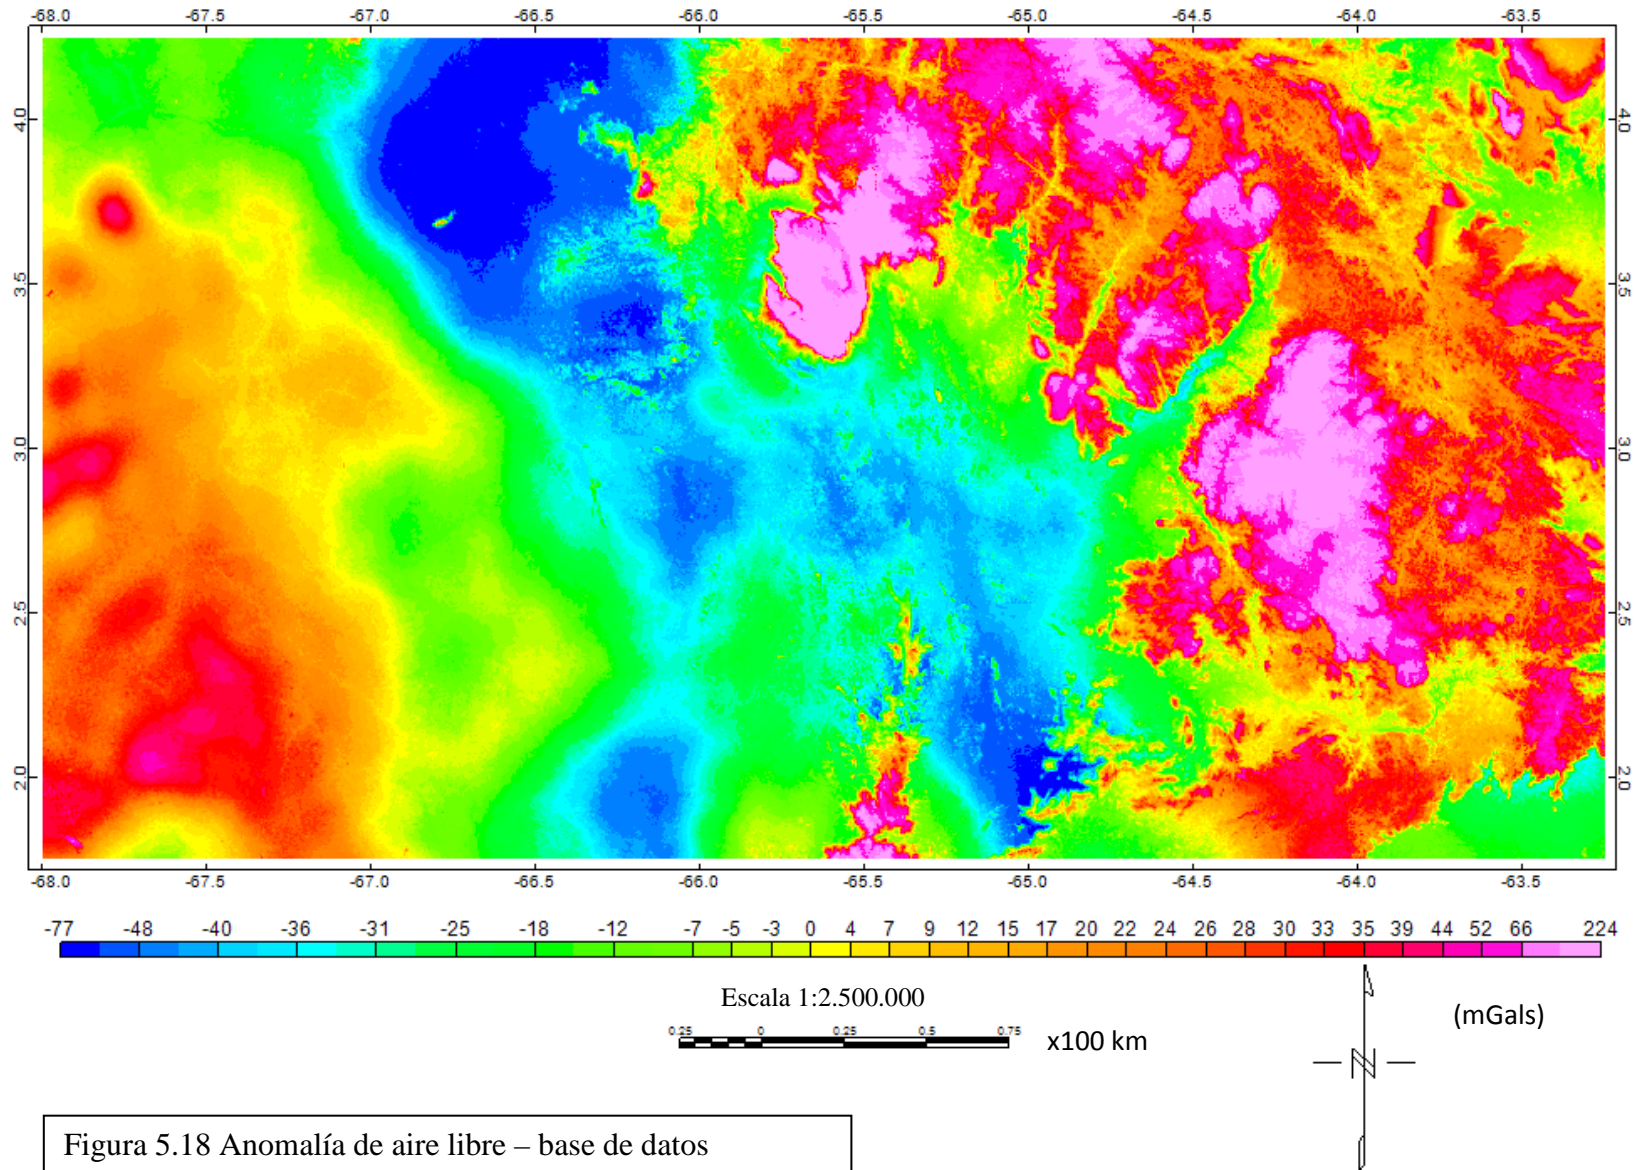 -68.0 -67.5 -67.0 -66.5 -66.0 -65.5 -65.0 -64.5 -64.0 -63.5
4.0 4.0
3.5 3.5
3.0 3.0
2.5 2.5
2.0 2.0
-68.0 -67.5 -67.0 -66.5 -66.0 -65.5 -65.0 -64.5 -64.0 -63.5
-77 -48 -40 -36 -31 -25 -18 -12 -7 -5 -3 0 4 7 9 12 15 17 20 22 24 26 28 30 33 35 39 44 52 66 224
Escala 1:2.500.000
(mGals)
0.25 0 0.25 0.5 0.75
x100 km
N
Figura 5.18 Anomalía de aire libre – base de datos